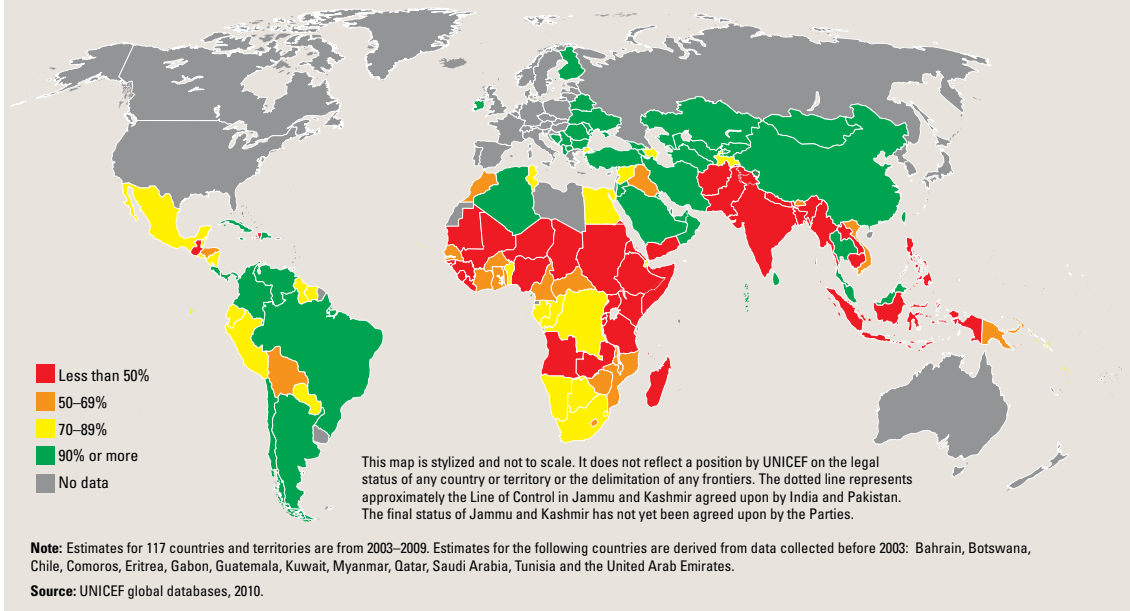 Less than 50%
50–69%
70–89%
90% or more
No data
This map is stylized and not to scale. It does not reflect a position by UNICEF on the legal
status of any country or territory or the delimitation of any frontiers. The dotted line represents
approximately the Line of Control in Jammu and Kashmir agreed upon by India and Pakistan.
The final status of Jammu and Kashmir has not yet been agreed upon by the Parties.
Note: Estimates for 117 countries and territories are from 2003–2009. Estimates for the following countries are derived from data collected before 2003: Bahrain, Botswana,
Chile, Comoros, Eritrea, Gabon, Guatemala, Kuwait, Myanmar, Qatar, Saudi Arabia, Tunisia and the United Arab Emirates.
Source: UNICEF global databases, 2010.